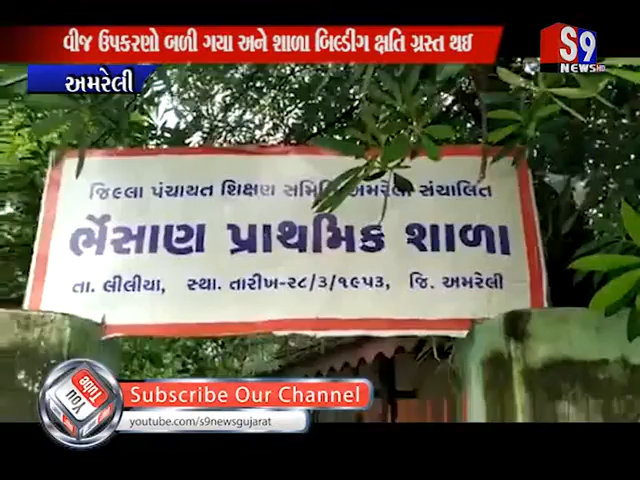 વીજ ઉપકરણો બળી ગયા અને શાળા બિલ્ડીંગ ક્ષતિ ગ્રસ્ત થઇ
S9
NEWS HD
અમરેલી
જિલ્લા પંચાયત શિક્ષણ સમિતિ અમરેલી સંચાલિત
ભેંસાણ પ્રાથમિક શાળા
તા. લીલીયા, સ્થા. તારીખ-૨૮/૩/૧૯૫૩, જિ. અમરેલી
You Tube
Subscribe Our Channel
youtube.com/s9newsgujarat